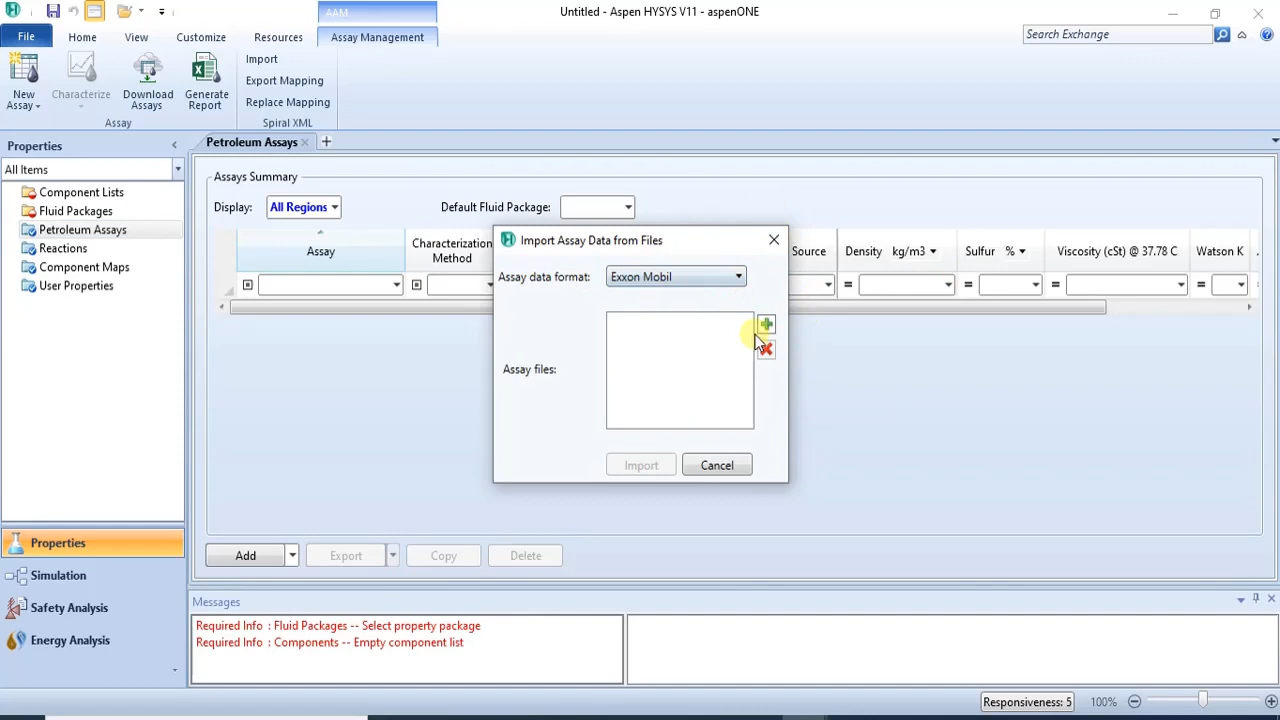 AAM
Untitled - Aspen HYSYS V11 - aspenONE
File
Home
View
Customize
Resources
Assay Management
Search Exchange
New
Assay
Characterize
Download
Assays
Generate
Report
Import
Export Mapping
Replace Mapping
Assay
Spiral XML
Properties
Petroleum Assays
All Items
Component Lists
Fluid Packages
Petroleum Assays
Reactions
Component Maps
User Properties
Assays Summary
Display:
All Regions
Default Fluid Package:
Assay
Characterization
Method
Source
Density kg/m3
Sulfur %
Viscosity (cSt) @ 37.78 C
Watson K
= = = =
Import Assay Data from Files
Assay data format:
Exxon Mobil
Assay files:
Import
Cancel
Add
Export
Copy
Delete
Properties
Simulation
Safety Analysis
Energy Analysis
Messages
Required Info : Fluid Packages -- Select property package
Required Info : Components -- Empty component list
Responsiveness: 5
100%